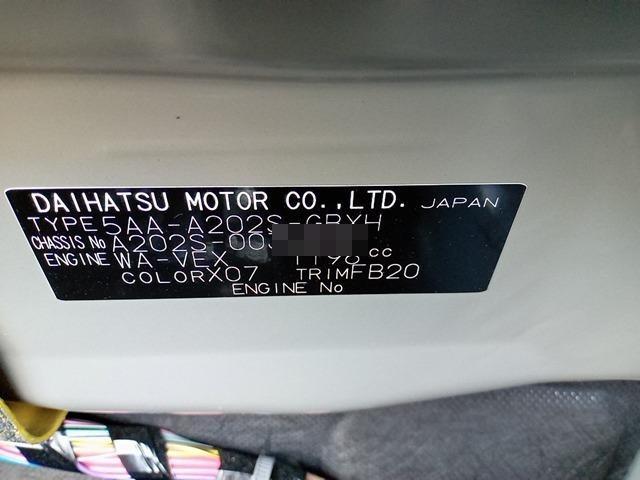 DAIHATSU MOTOR CO.,LTD. JAPAN
TYPE 5AA-A202S-GBXH
CHASSIS No A202S-00
ENGINE WA-VEX 1196 cc
COLOR X07 TRIM FB20
ENGINE No